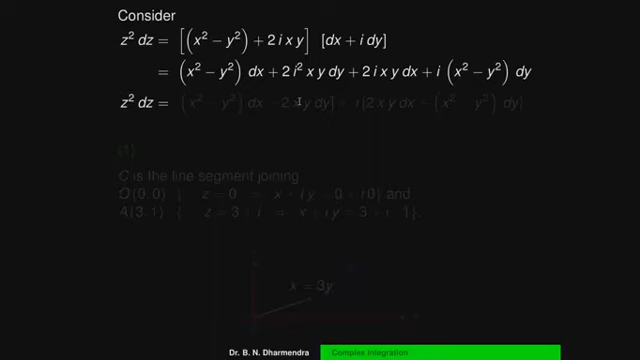 Consider
z² dz = [(x² − y²) + 2 i x y] [dx + i dy]
= (x² − y²) dx + 2 i² x y dy + 2 i x y dx + i (x² − y²) dy
z² dz = (x² − y²) dx − 2 x y dy] + i [2 x y dx − (x² − y²) dy]
(1)
C is the line segment joining
O(0, 0) { z = 0 ⇒ x + i y = 0 + i 0} and
A(3, 1) { z = 3 + i ⇒ x + i y = 3 + i 1}.
x = 3y
Dr. B. N. Dharmendra Complex Integration